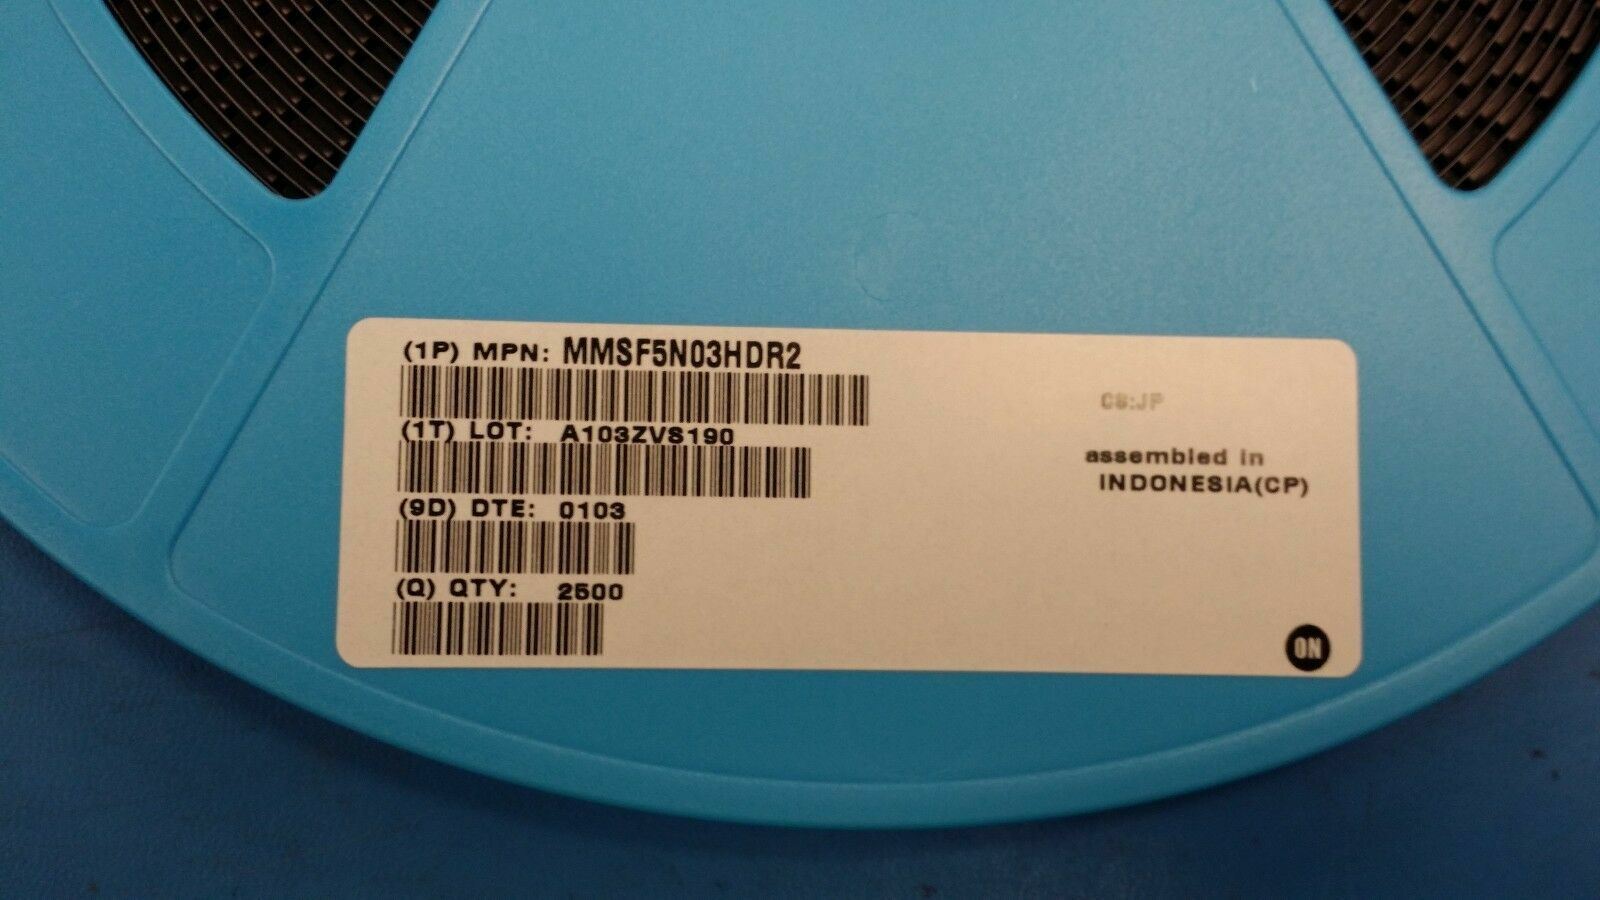 (1P) MPN: MMSF5N03HDR2
(1T) LOT: A103ZVS190
(9D) DTE: 0103
(Q) QTY: 2500
CS:JP
assembled in
INDONESIA(CP)
ON